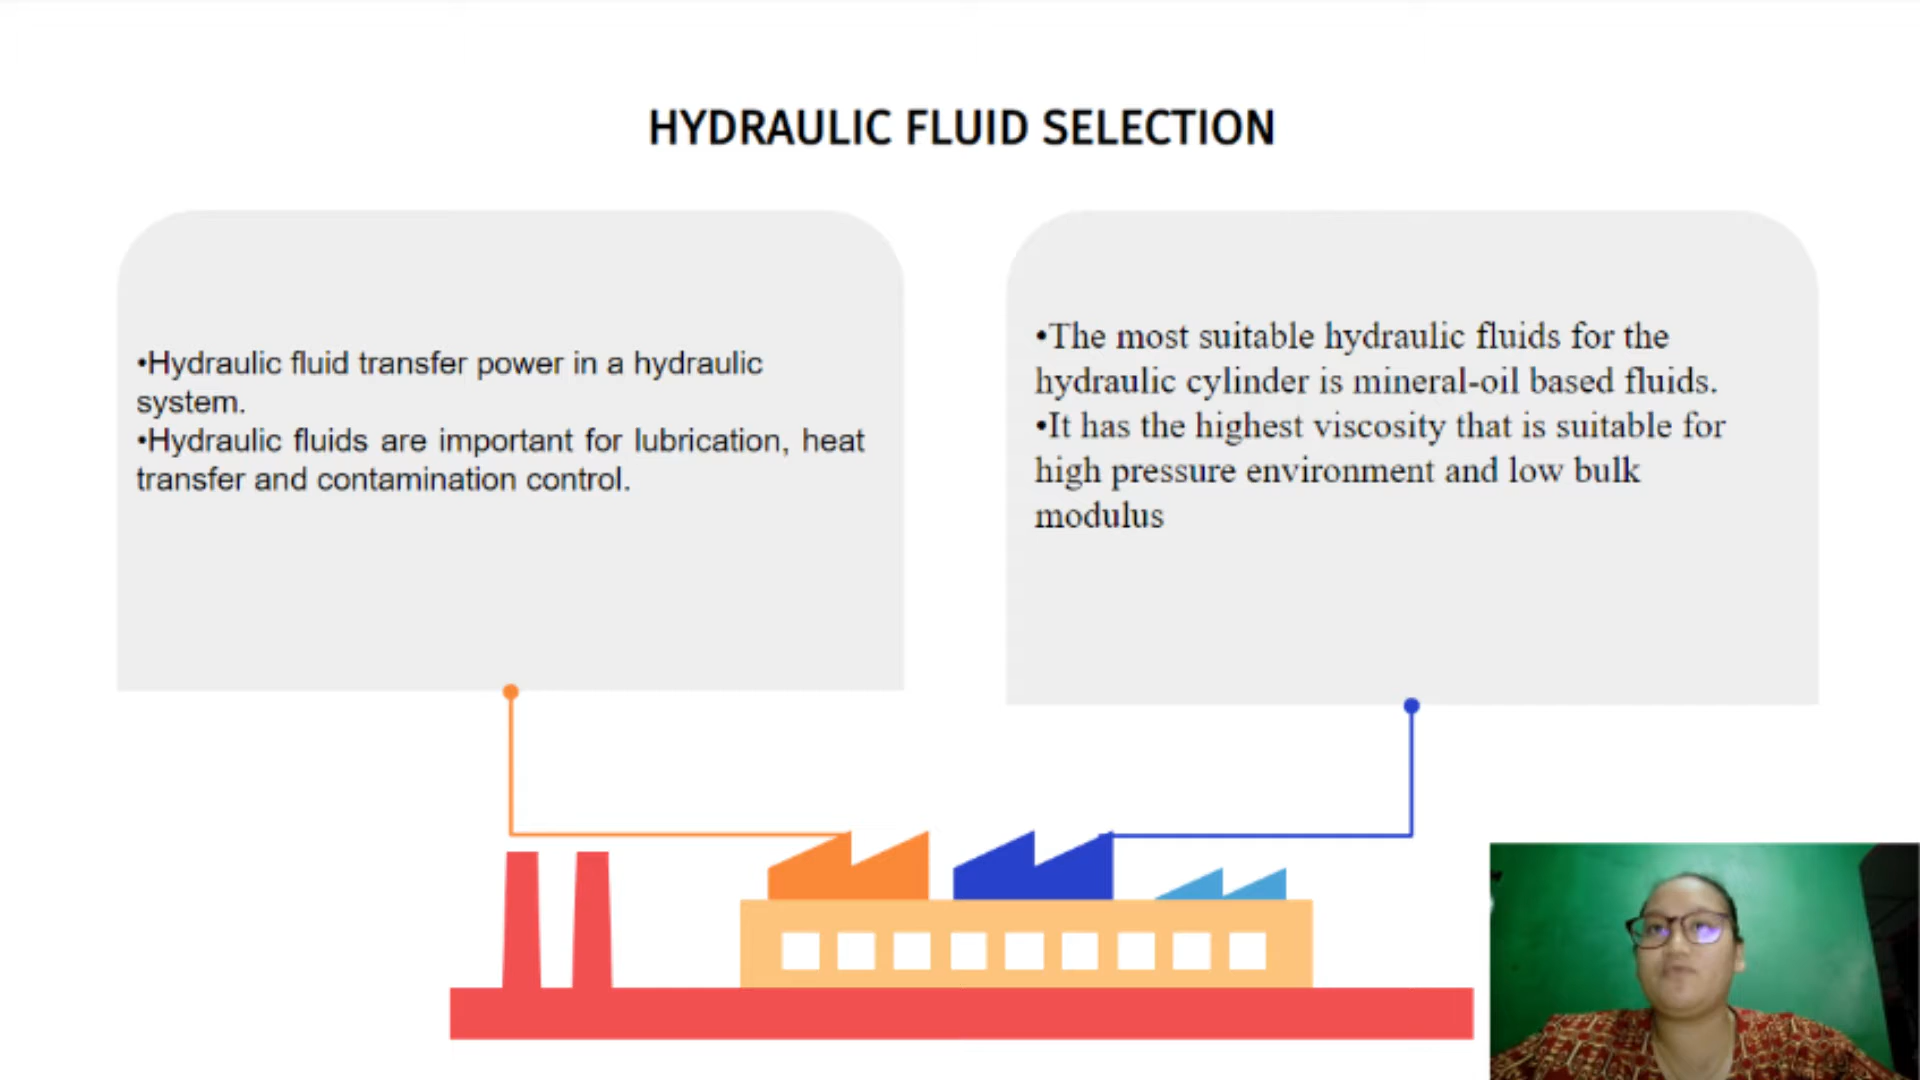 HYDRAULIC FLUID SELECTION
•Hydraulic fluid transfer power in a hydraulic
system.
•Hydraulic fluids are important for lubrication, heat
transfer and contamination control.
•The most suitable hydraulic fluids for the
hydraulic cylinder is mineral-oil based fluids.
•It has the highest viscosity that is suitable for
high pressure environment and low bulk
modulus